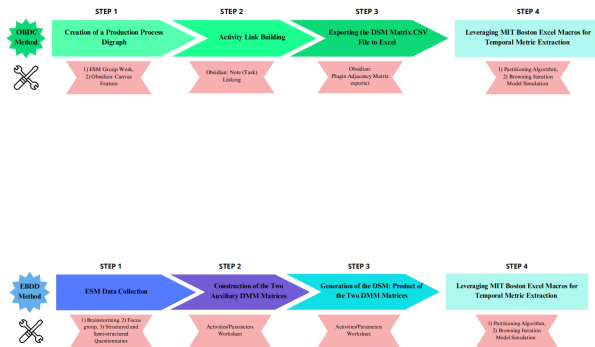 STEP 1
STEP 2
STEP 3
STEP 4
OBDC
Method
Creation of a Production Process
Digraph
Activity Link Building
Exporting the DSM Matrix CSV
File to Excel
Leveraging MIT Boston Excel Macros for
Temporal Metric Extraction
1) ESM Group Work,
2) Obsidian: Canvas
Feature
Obsidian: Note (Task)
Linking
Obsidian:
Plugin Adjacency Matrix
exporter
1) Partitioning Algorithm,
2) Browning Iteration
Model Simulation
STEP 1
STEP 2
STEP 3
STEP 4
EBDD
Method
ESM Data Collection
Construction of the Two
Auxiliary DMM Matrices
Generation of the DSM: Product of
the Two DMM Matrices
Leveraging MIT Boston Excel Macros for
Temporal Metric Extraction
1) Brainstorming, 2) Focus
group, 3) Structured and
Semi-structured
Questionnaire
Activities/Parameters
Worksheet
Activities/Parameters
Worksheet
1) Partitioning Algorithm,
2) Browning Iteration
Model Simulation